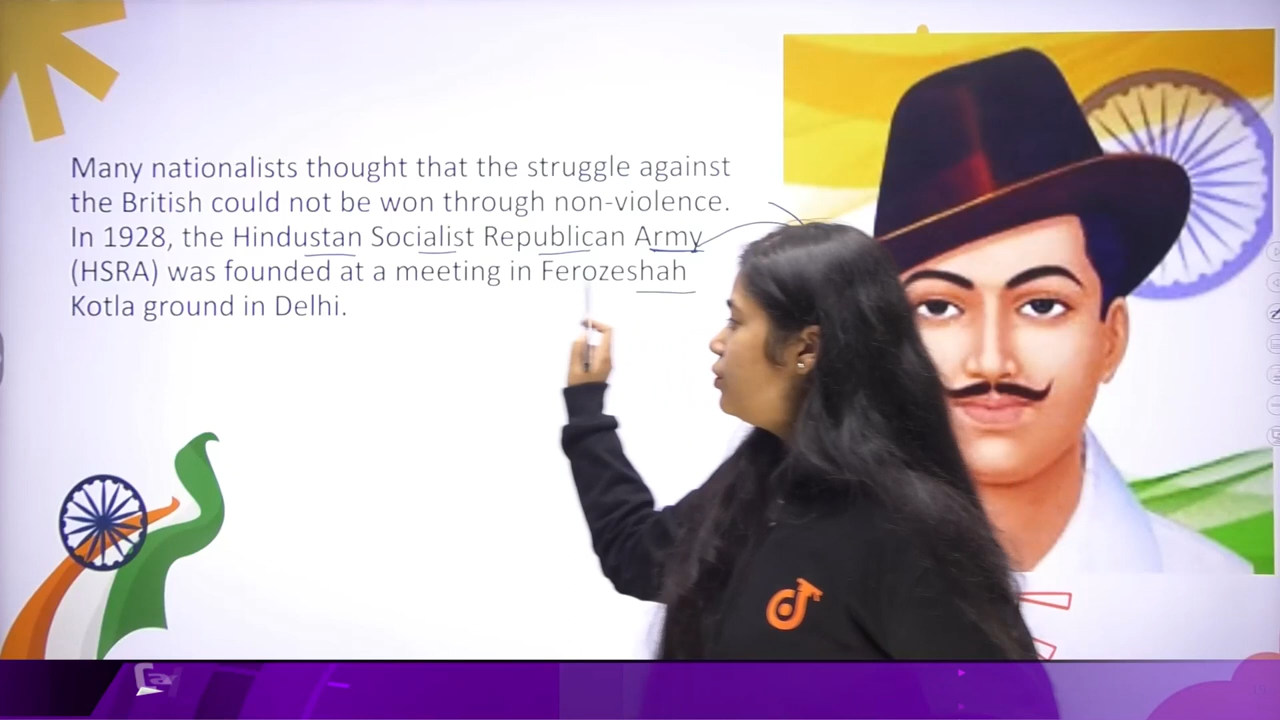 Many nationalists thought that the struggle against
the British could not be won through non-violence.
In 1928, the Hindustan Socialist Republican Army
(HSRA) was founded at a meeting in Ferozeshah
Kotla ground in Delhi.